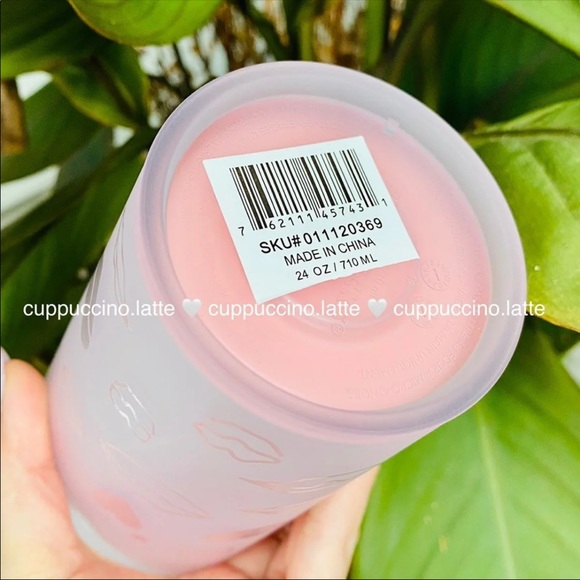 7 62111 45743 1
SKU#011120369
MADE IN CHINA
24 OZ/710 ML
cuppuccino.latte 🤍 cuppuccino.latte 🤍 cuppuccino.latte